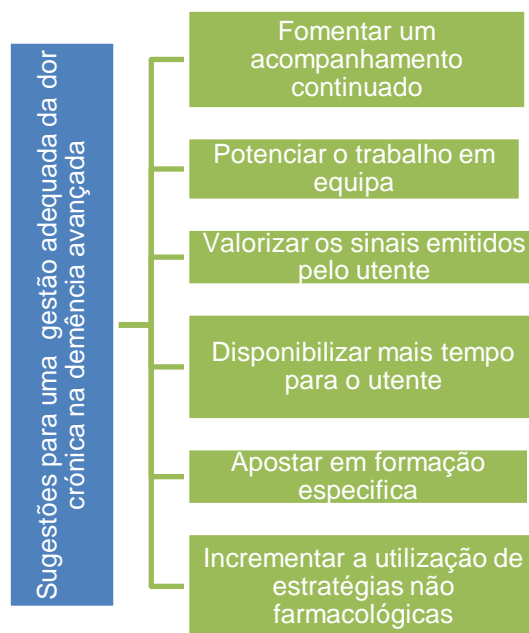 Sugestões para uma gestão adequada da dor
crónica na demência avançada
Fomentar um
acompanhamento
continuado
Potenciar o trabalho em
equipa
Valorizar os sinais emitidos
pelo utente
Disponibilizar mais tempo
para o utente
Apostar em formação
especifica
Incrementar a utilização de
estratégias não
farmacológicas